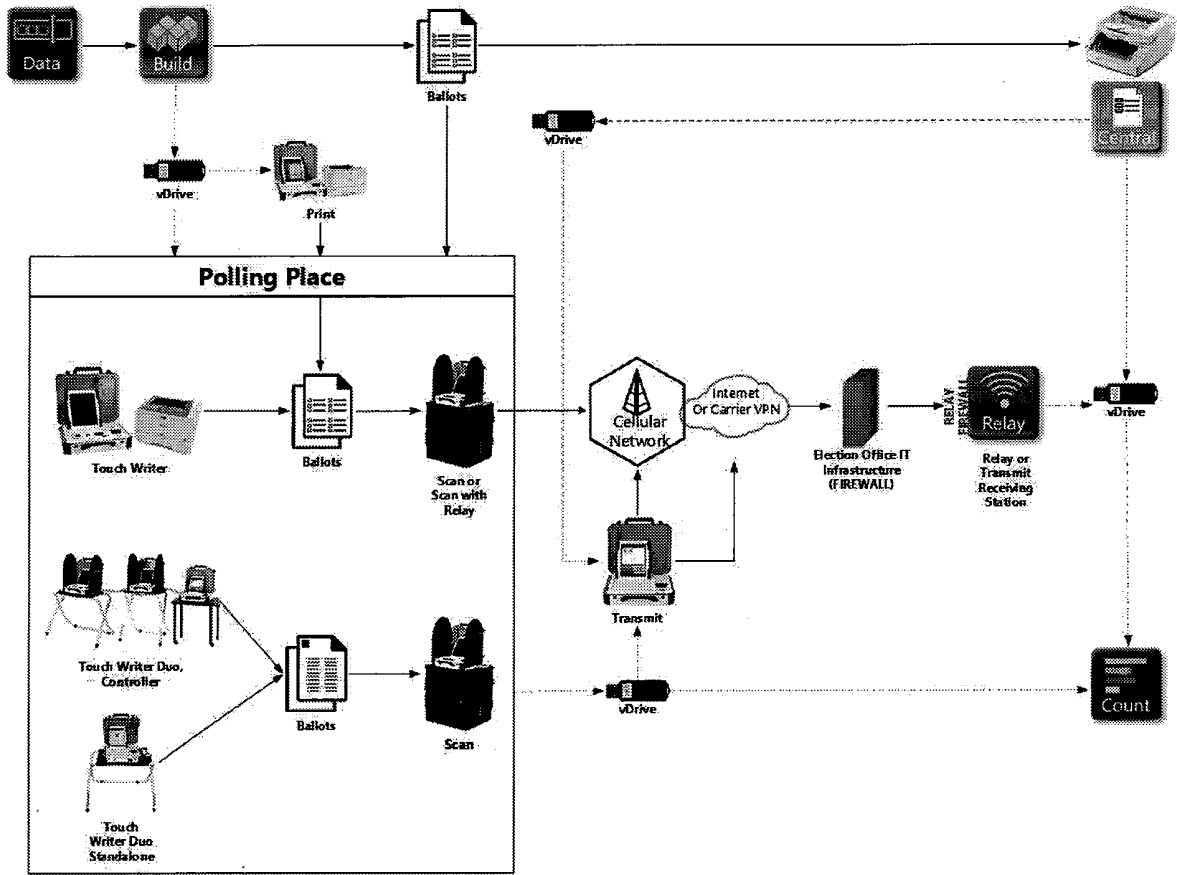 Data
Build
Ballots
vDrive
Central
vDrive
Print
Polling Place
Touch Writer
Ballots
Scan or
Scan with
Relay
Cellular
Network
Internet
Or Carrier VPN
Election Office IT
Infrastructure
(FIREWALL)
RELAY
FIREWALL
Relay
Relay or
Transmit
Receiving
Station
vDrive
Transmit
Touch Writer Duo,
Controller
Ballots
Scan
vDrive
Count
Touch
Writer Duo
Standalone